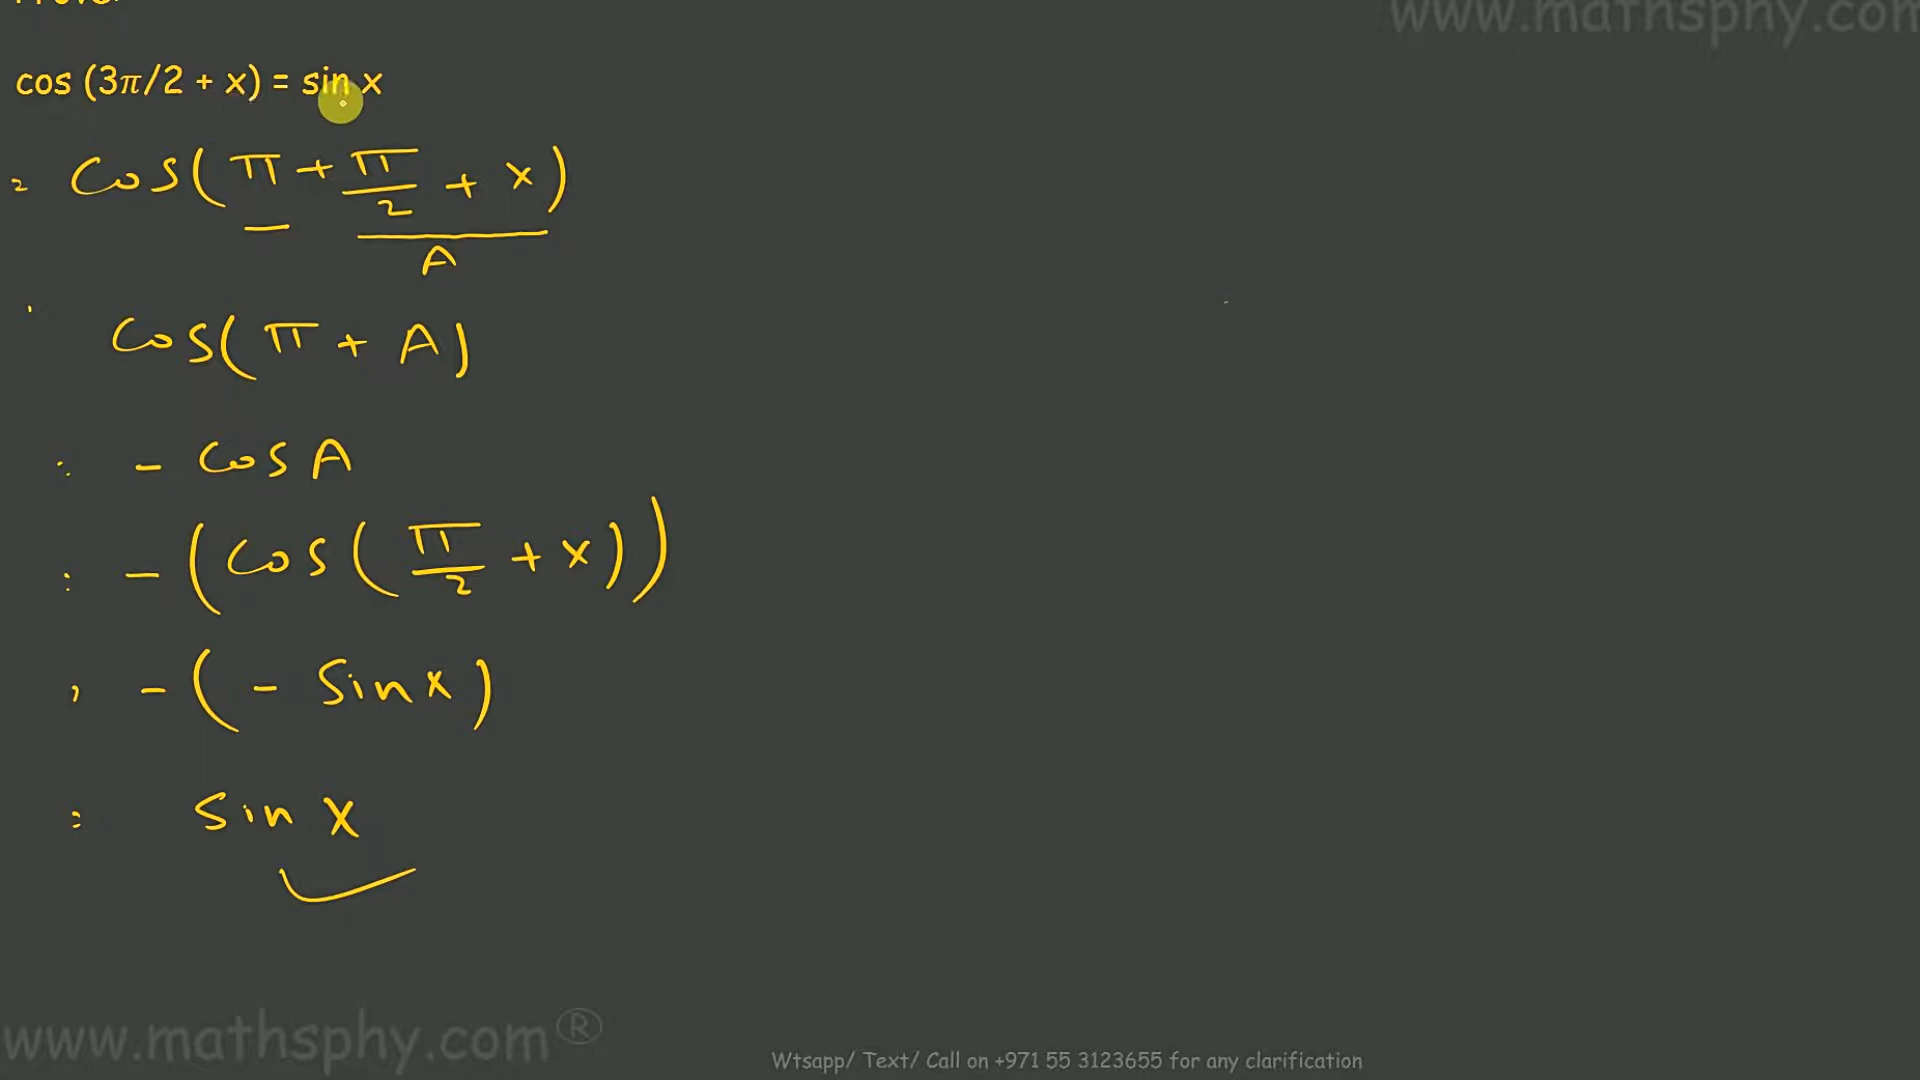 Prove:
www.mathsphy.com
cos (3π/2 + x) = sin x
= Cos(π + π/2 + x)
A
Cos(π + A)
: - Cos A
: - (Cos(π/2 + x))
, - (- Sin x)
: Sin x
www.mathsphy.com®
Wtsapp/ Text/ Call on +971 55 3123655 for any clarification